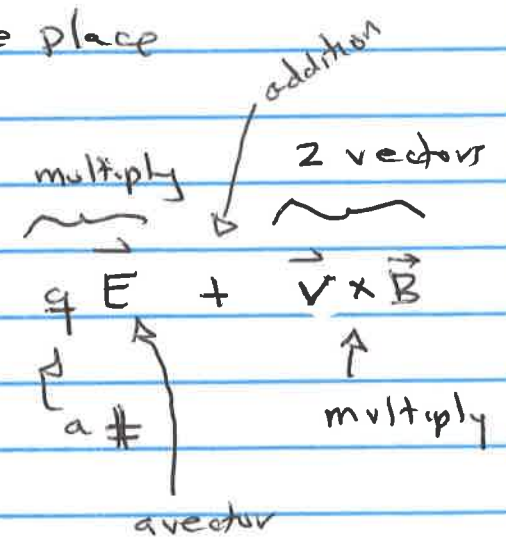 e place
addition
multiply
2 vectors
q E⃗ + v⃗ × B⃗
a #
multiply
a vector